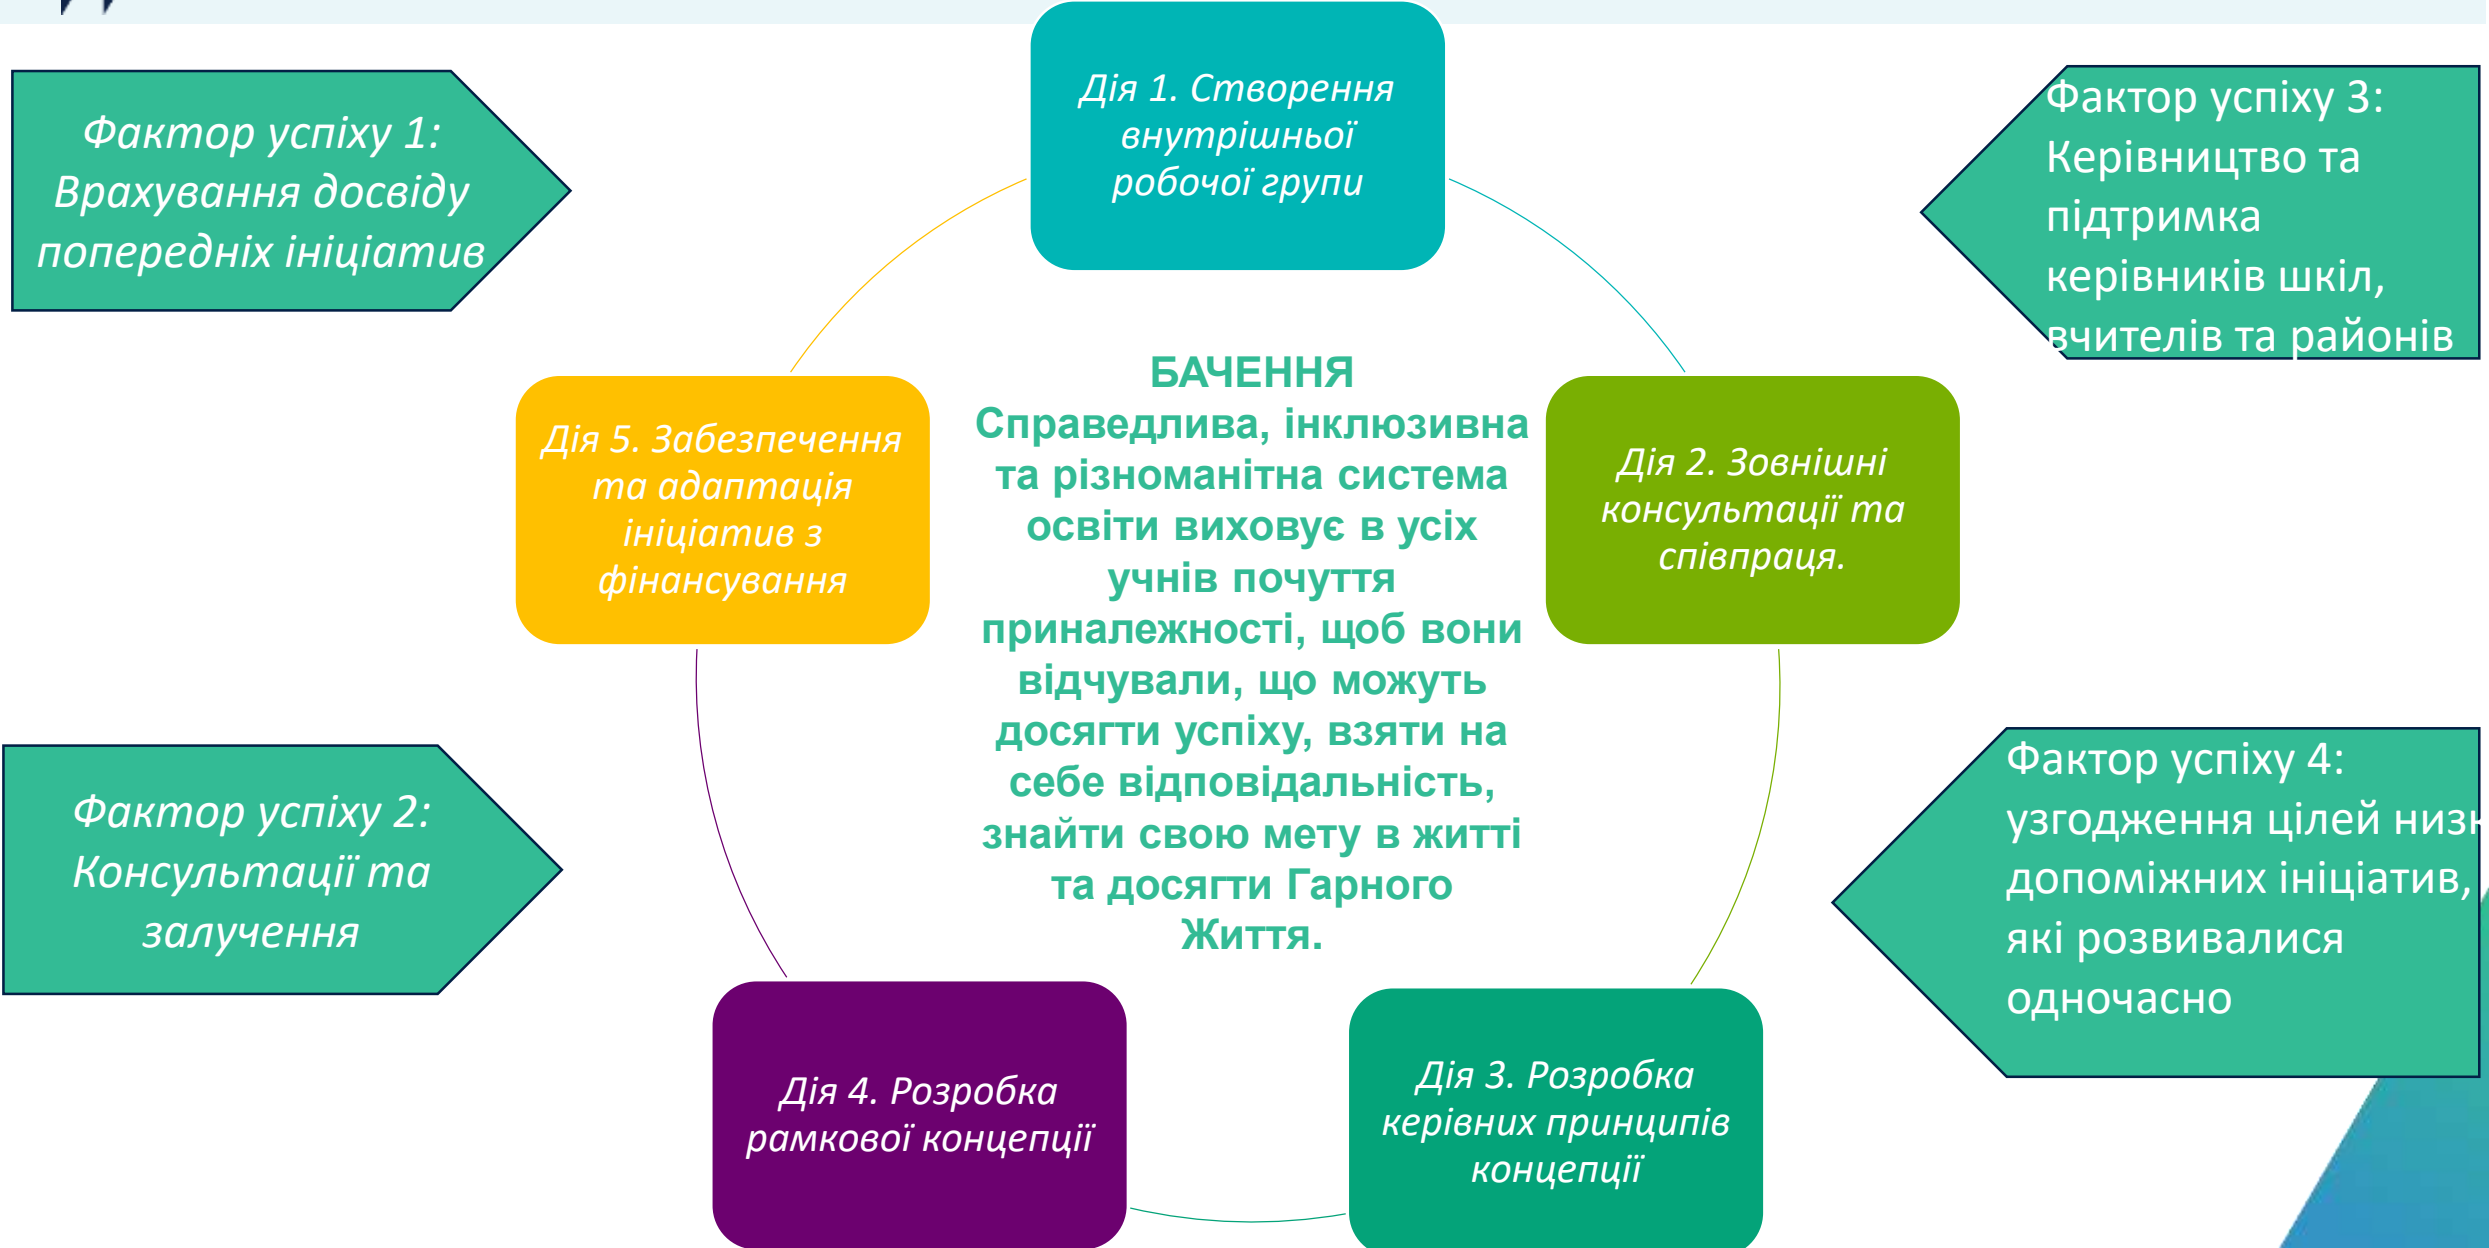 Фактор успіху 1:
Врахування досвіду
попередніх ініціатив
Фактор успіху 2:
Консультації та
залучення
Дія 1. Створення
внутрішньої
робочої групи
Дія 2. Зовнішні
консультації та
співпраця.
Дія 3. Розробка
керівних принципів
концепції
Дія 4. Розробка
рамкової концепції
Дія 5. Забезпечення
та адаптація
ініціатив з
фінансування
БАЧЕННЯ
Справедлива, інклюзивна
та різноманітна система
освіти виховує в усіх
учнів почуття
приналежності, щоб вони
відчували, що можуть
досягти успіху, взяти на
себе відповідальність,
знайти свою мету в житті
та досягти Гарного
Життя.
Фактор успіху 3:
Керівництво та
підтримка
керівників шкіл,
вчителів та районів
Фактор успіху 4:
узгодження цілей
допоміжних ініціатив,
які розвивалися
одночасно